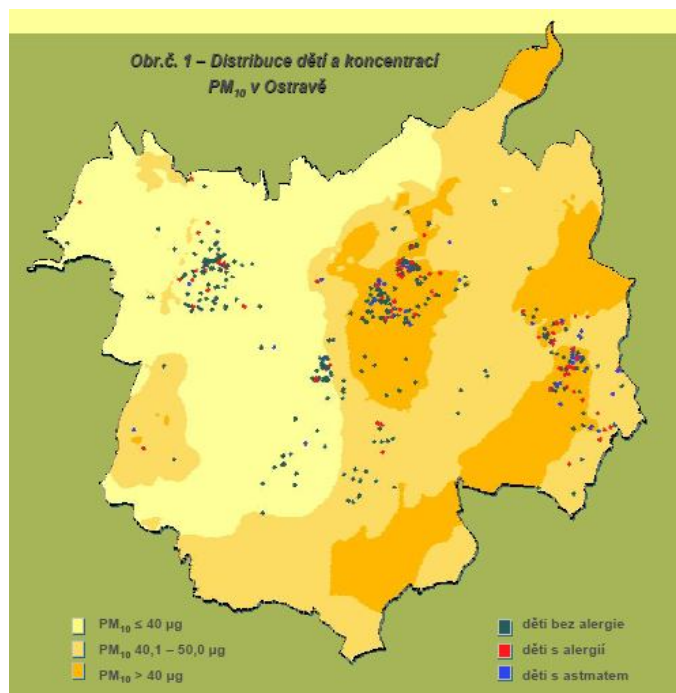 Obr.č. 1 – Distribuce dětí a koncentrací
PM10 v Ostravě
PM10 ≤ 40 µg
PM10 40,1 – 50,0 µg
PM10 > 40 µg
děti bez alergie
děti s alergií
děti s astmatem